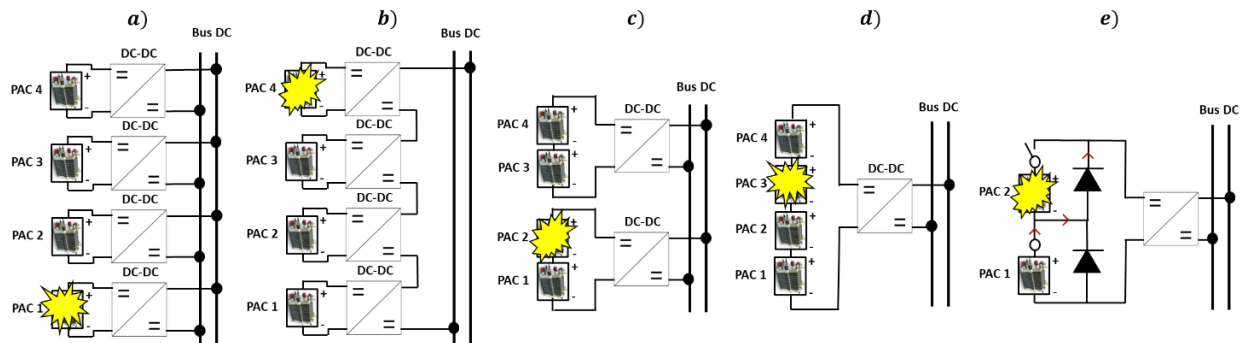 a)
b)
c)
d)
e)
Bus DC
DC-DC
PAC 4
+
-
DC-DC
PAC 3
+
-
DC-DC
PAC 2
+
-
DC-DC
PAC 1
+
-
Bus DC
DC-DC
PAC 4
+
-
DC-DC
PAC 3
+
-
DC-DC
PAC 2
+
-
DC-DC
PAC 1
+
-
Bus DC
DC-DC
PAC 4
+
-
PAC 3
+
-
DC-DC
PAC 2
+
-
PAC 1
+
-
Bus DC
PAC 4
+
-
DC-DC
PAC 3
+
-
PAC 2
+
-
PAC 1
+
-
Bus DC
DC-DC
PAC 2
+
-
PAC 1
+
-